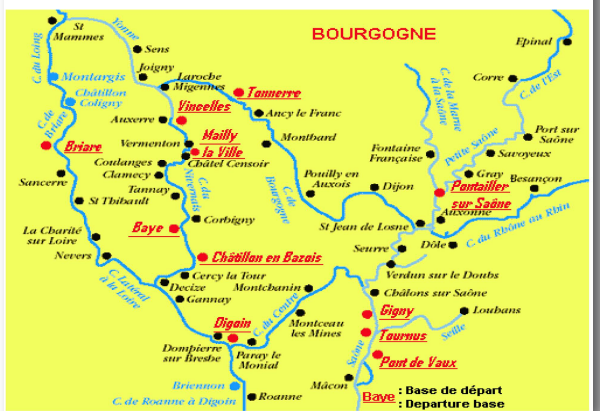 BOURGOGNE
St
Mammes
Yonne
C. du Loing
Sens
Epinal
Joigny
Montargis
Laroche
Migennes
Corre
C. de l'Est
C. de la Marne
à la Saône
Châtillon
Coligny
Tannerre
Vincelles
Ancy le Franc
C. de
Briare
Auxerre
Port sur
Saône
Petite Saône
Briare
Vermenton
Mailly
la Ville
Montbard
Fontaine
Française
Savoyeux
Coulanges
Châtel Censoir
Clamecy
Pouilly en
Auxois
Gray
Besançon
Sancerre
Tannay
C. du
Nivernais
C. de
Bourgogne
Dijon
Pontailler
sur Saône
St Thibault
Corbigny
Auxonne
St Jean de Losne
C. du Rhône au Rhin
La Charité
sur Loire
Baye
Seurre
Dôle
Nevers
Châtillon en Bazois
Verdun sur le Doubs
C. Latéral
à la Loire
Cercy la Tour
Decize
Montchanin
Châlons sur Saône
Gannay
C. du Centre
Gigny
Louhans
Digoin
Montceau
les Mines
Tournus
Seille
Dompierre
sur Bresbe
Paray le
Monial
Saône
Pont de Vaux
Briennon
Mâcon
Roanne
C. de Roanne à Digoin
Baye : Base de départ
: Departure base